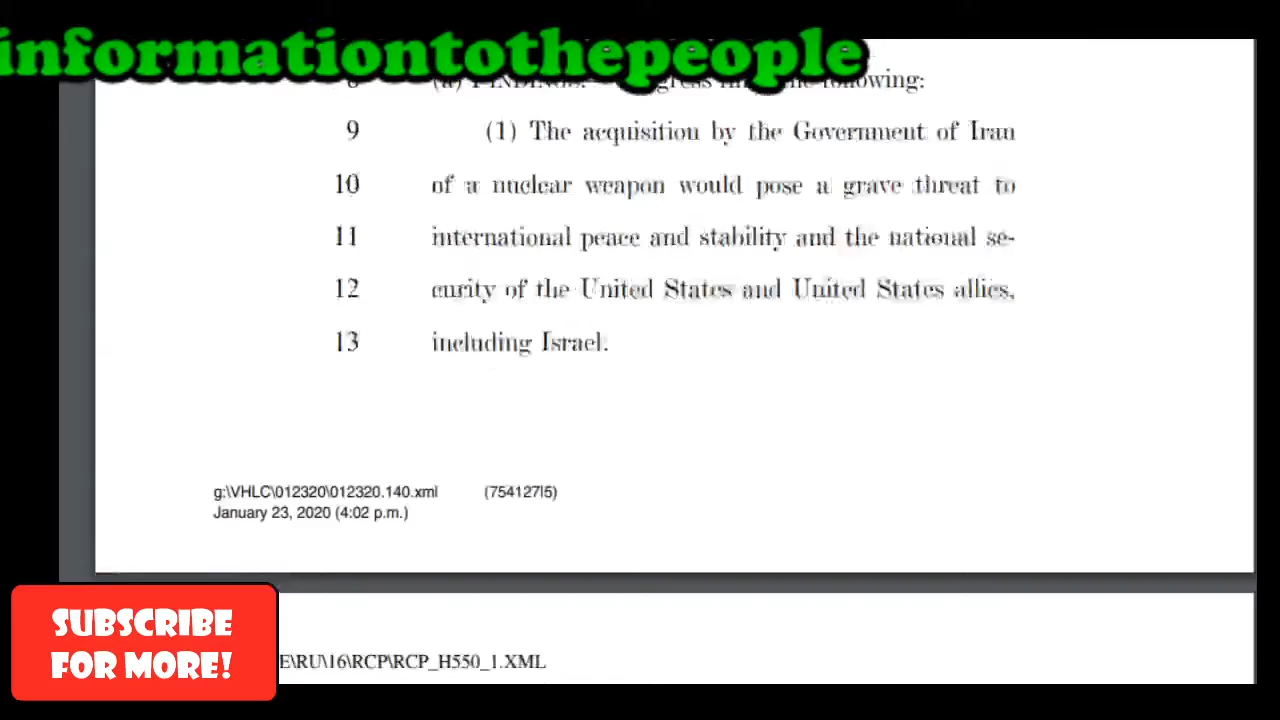 informationtothepeople
(a) following:
9 (1) The acquisition by the Government of Iran
10 of a nuclear weapon would pose a grave threat to
11 international peace and stability and the national se-
12 curity of the United States and United States allies,
13 including Israel.
g:\VHLC\012320\012320.140.xml (754127l5)
January 23, 2020 (4:02 p.m.)
SUBSCRIBE
FOR MORE!
E\RU\16\RCP\RCP_H550_1.XML